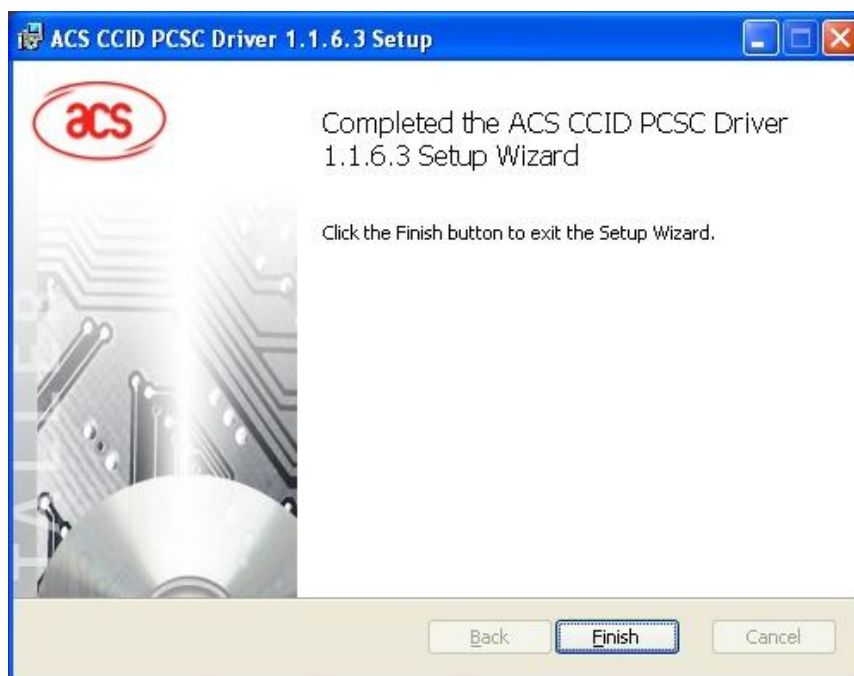 ACS CCID PCSC Driver 1.1.6.3 Setup
acs
Completed the ACS CCID PCSC Driver
1.1.6.3 Setup Wizard
Click the Finish button to exit the Setup Wizard.
Back
Finish
Cancel